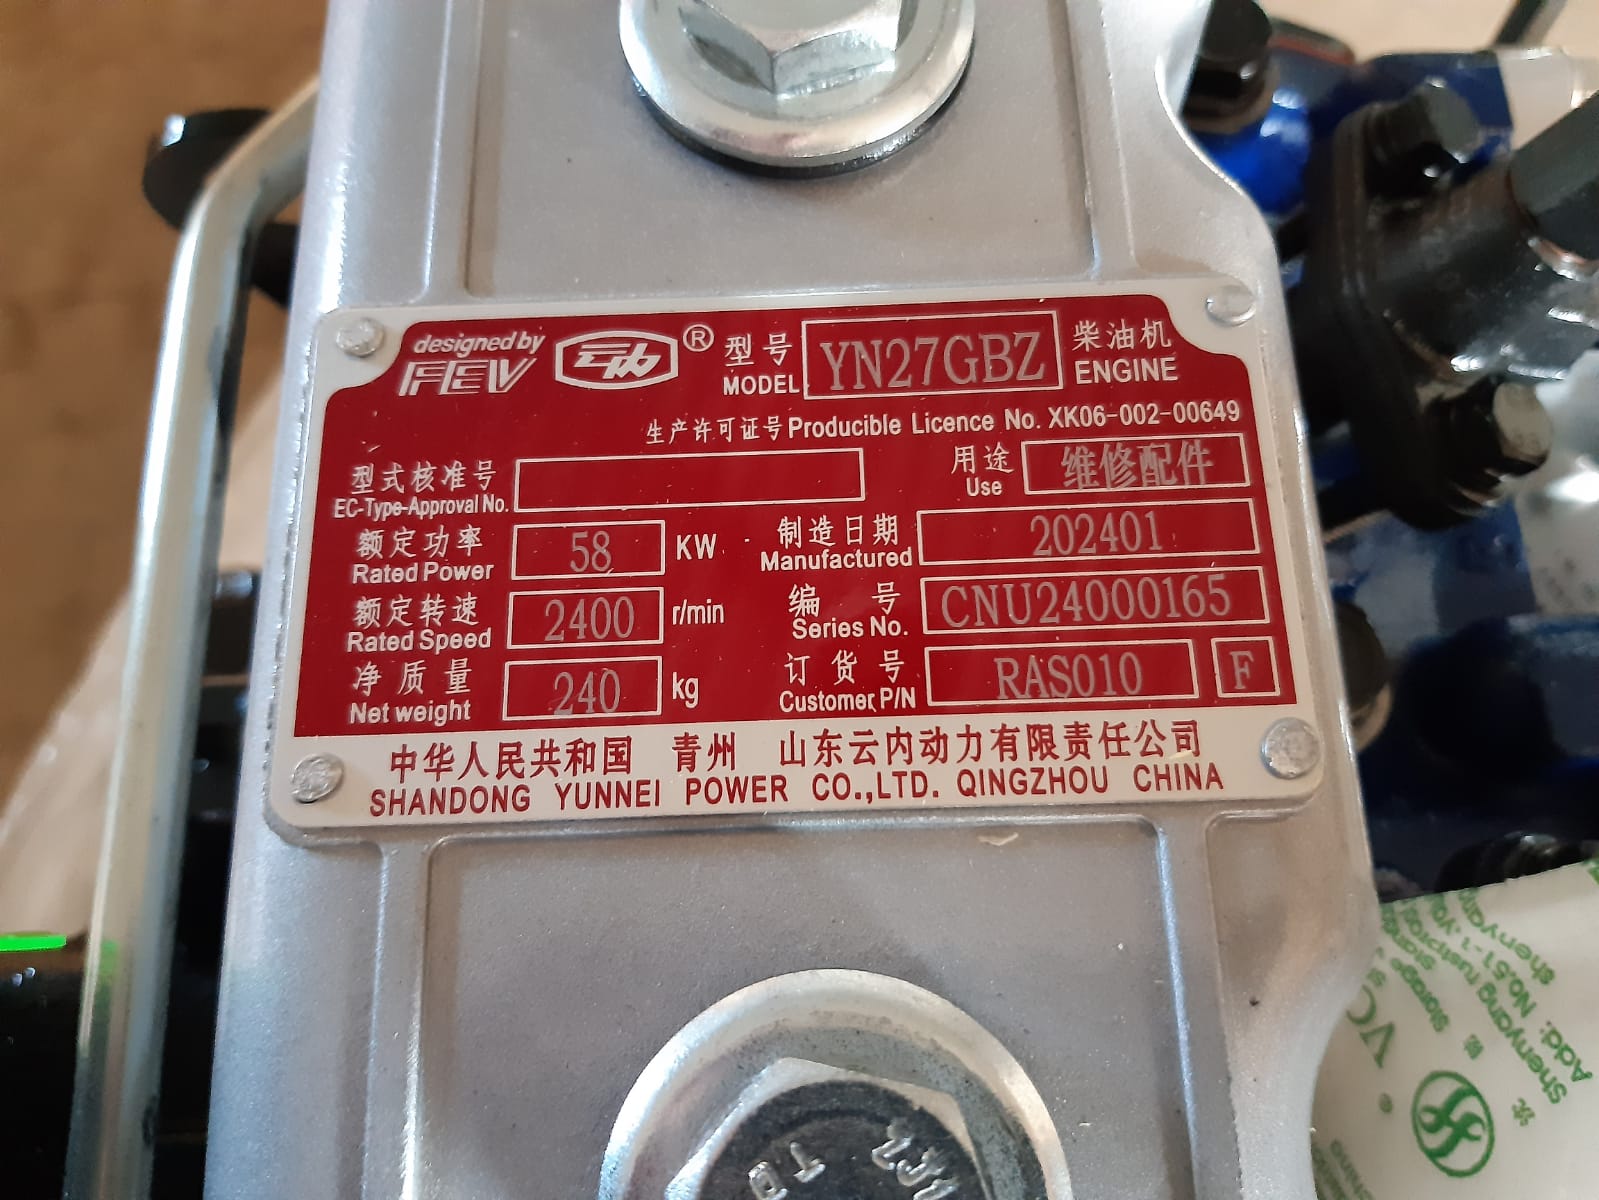 designed by
FEV
云内
®
型号
MODEL
YN27GBZ
柴油机
ENGINE
生产许可证号 Producible Licence No. XK06-002-00649
型式核准号
EC-Type-Approval No.
用途
Use
维修配件
额定功率
Rated Power
58
KW
制造日期
Manufactured
202401
额定转速
Rated Speed
2400
r/min
编 号
Series No.
CNU24000165
净质量
Net weight
240
kg
订货号
Customer P/N
RAS010
F
中华人民共和国 青州 山东云内动力有限责任公司
SHANDONG YUNNEI POWER CO.,LTD. QINGZHOU CHINA
Add: No.51-1,